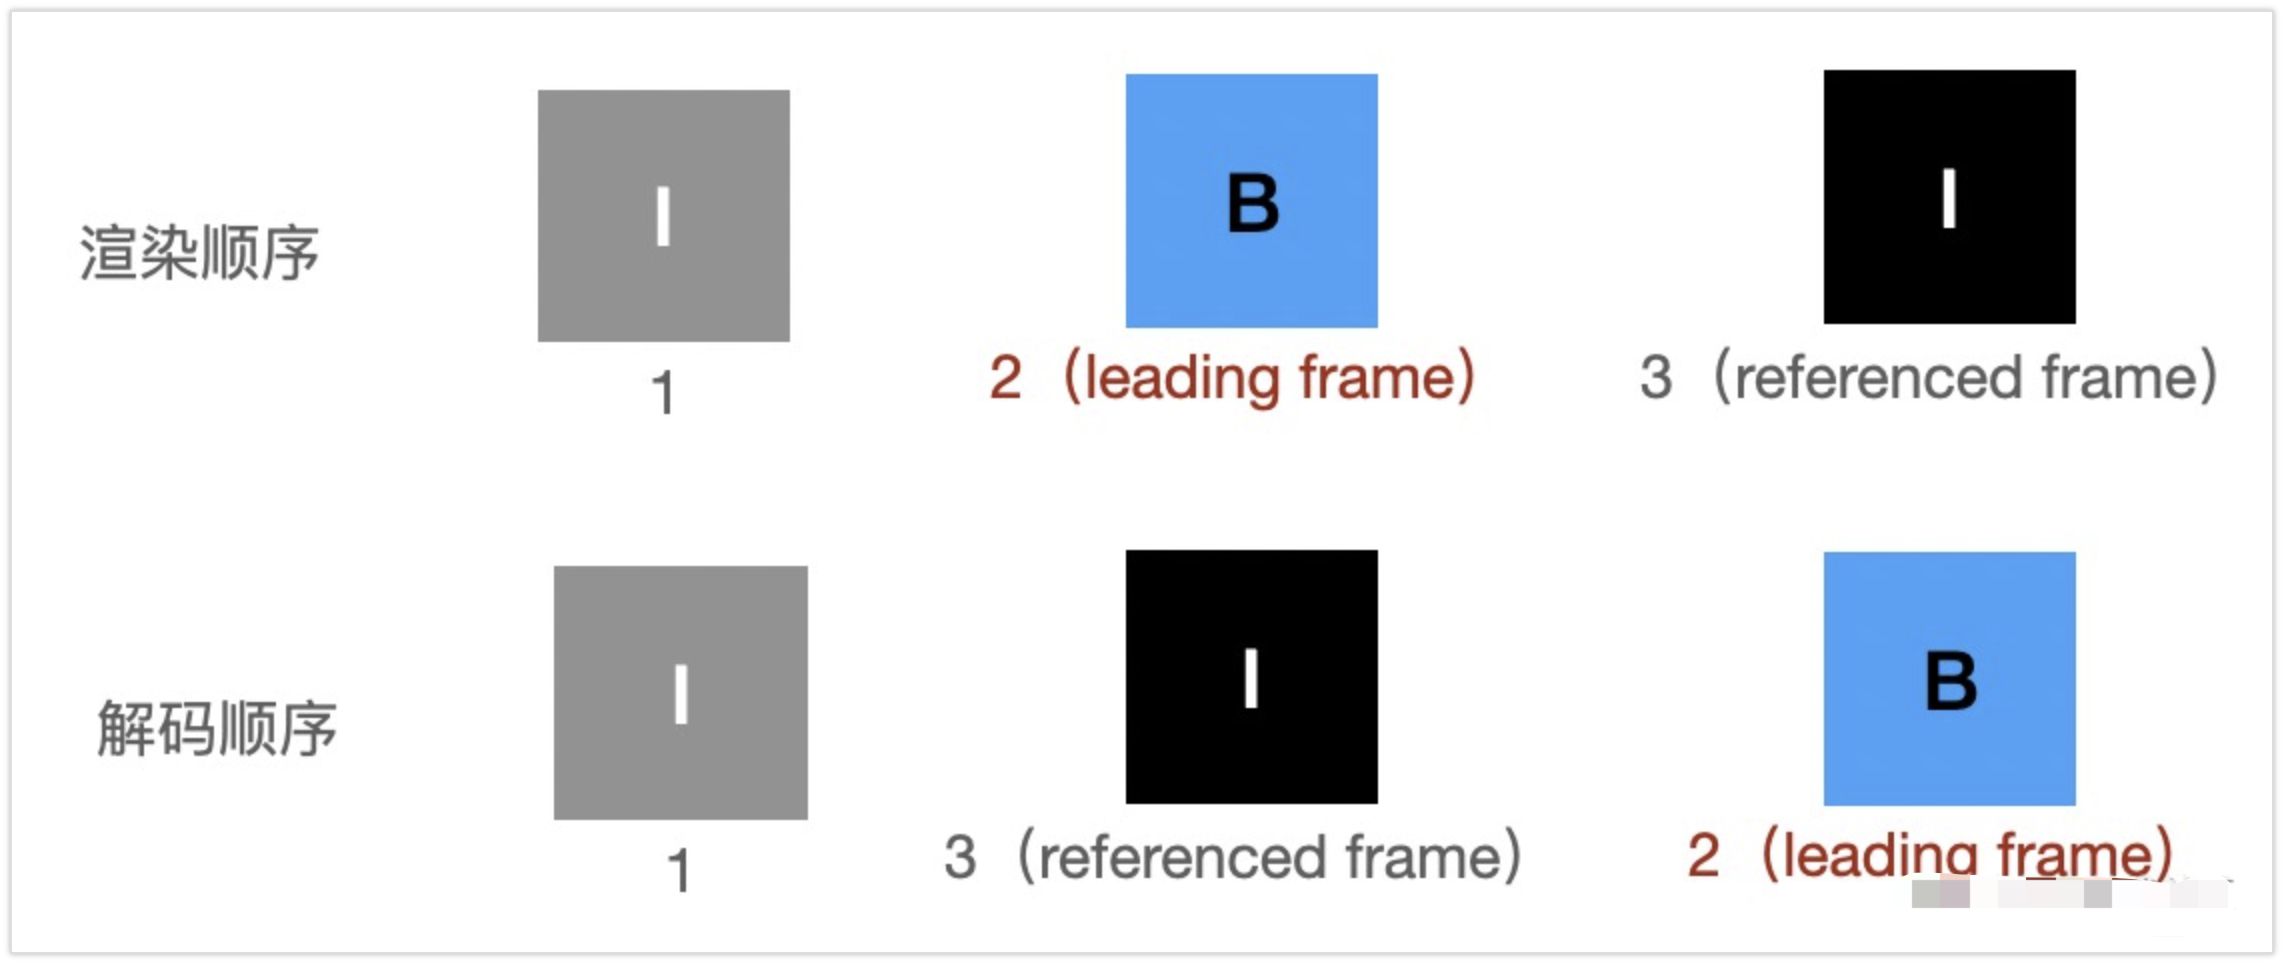 渲染顺序
I
B
I
1
2（leading frame）
3（referenced frame）
解码顺序
I
I
B
1
3（referenced frame）
2（leading frame）